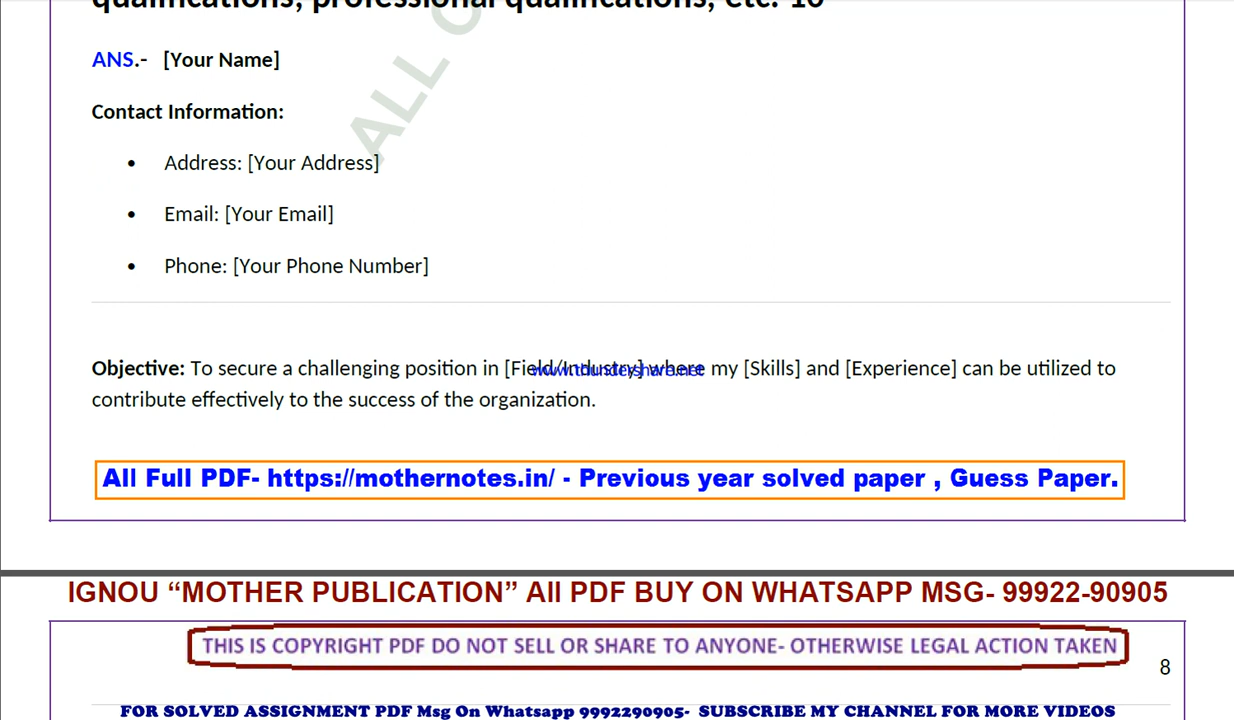 qualifications, professional qualifications, etc. 10
ALL
ANS.- [Your Name]
Contact Information:
• Address: [Your Address]
• Email: [Your Email]
• Phone: [Your Phone Number]
Objective: To secure a challenging position in [Field/Industry] where my [Skills] and [Experience] can be utilized to
www.thundershare.net
contribute effectively to the success of the organization.
All Full PDF- https://mothernotes.in/ - Previous year solved paper , Guess Paper.
IGNOU “MOTHER PUBLICATION” All PDF BUY ON WHATSAPP MSG- 99922-90905
THIS IS COPYRIGHT PDF DO NOT SELL OR SHARE TO ANYONE- OTHERWISE LEGAL ACTION TAKEN
8
FOR SOLVED ASSIGNMENT PDF Msg On Whatsapp 9992290905- SUBSCRIBE MY CHANNEL FOR MORE VIDEOS